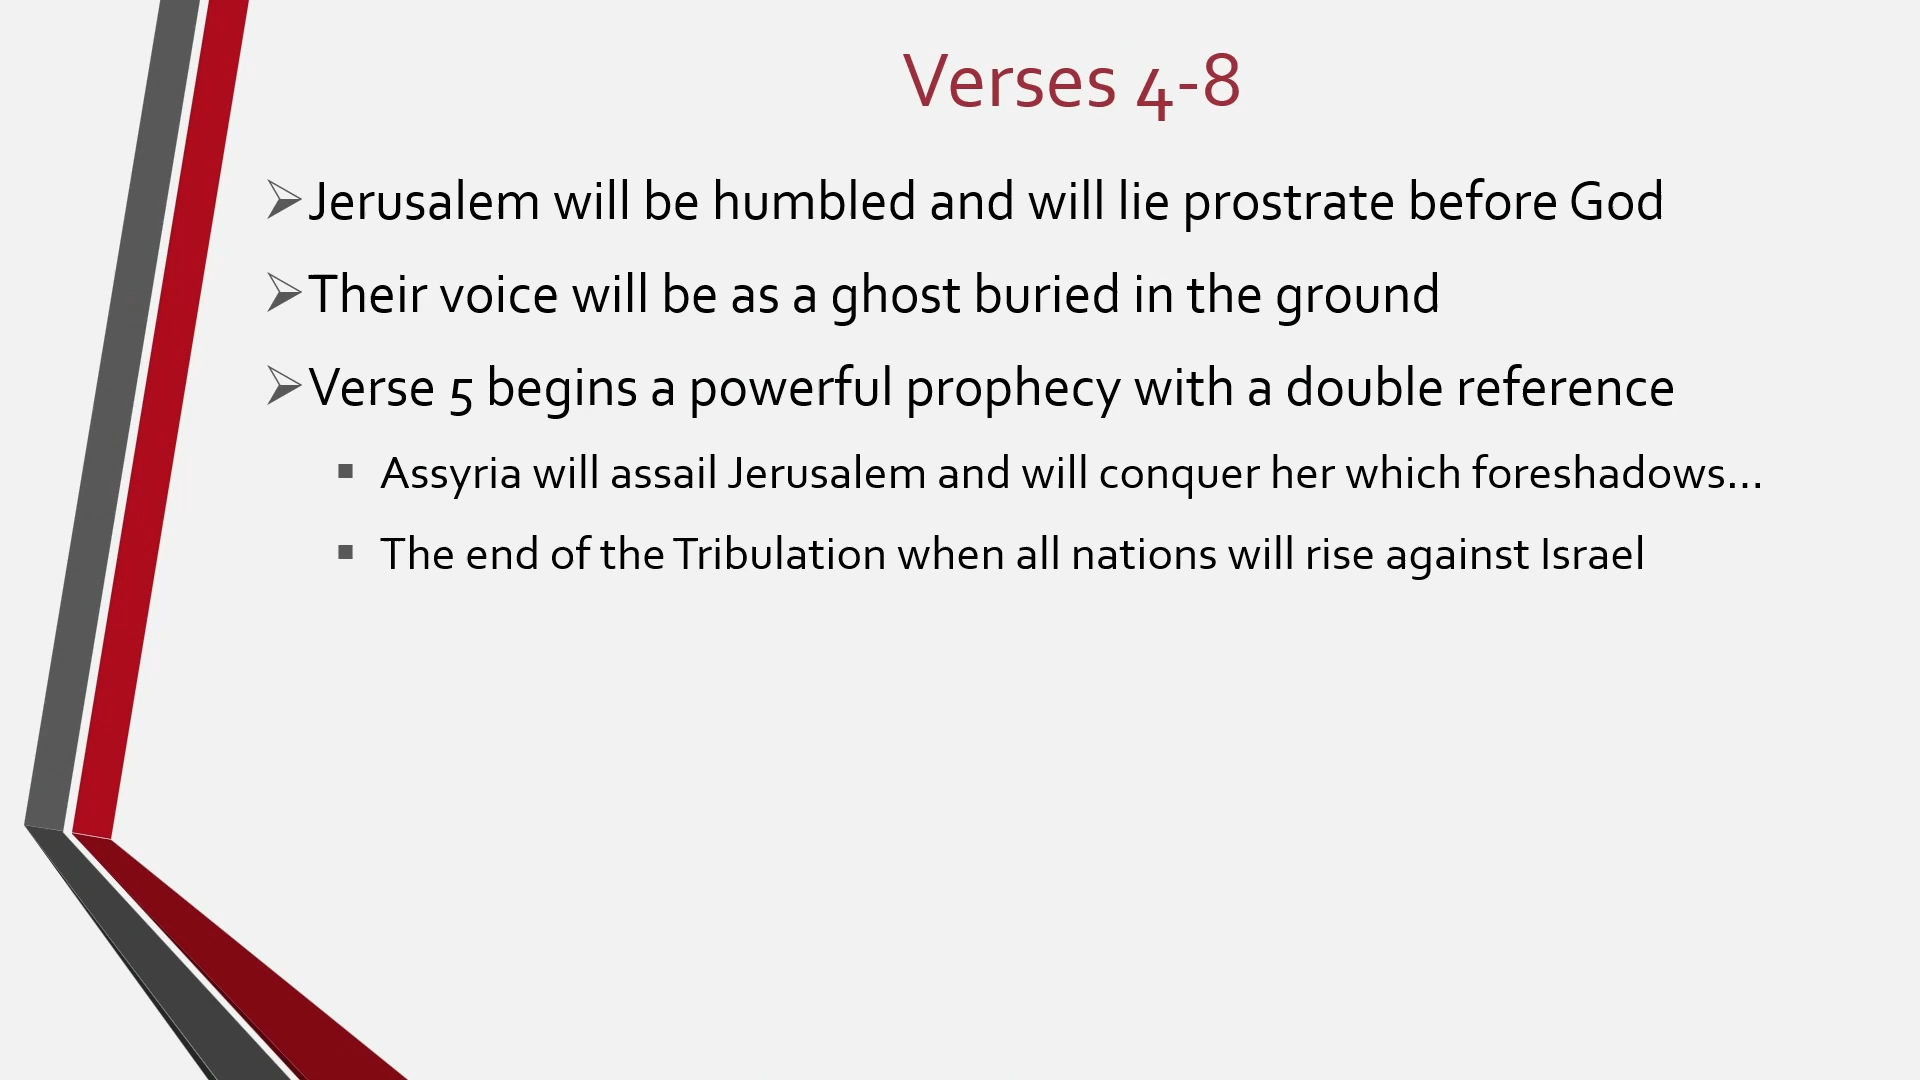 Verses 4-8
Jerusalem will be humbled and will lie prostrate before God
Their voice will be as a ghost buried in the ground
Verse 5 begins a powerful prophecy with a double reference
Assyria will assail Jerusalem and will conquer her which foreshadows…
The end of the Tribulation when all nations will rise against Israel